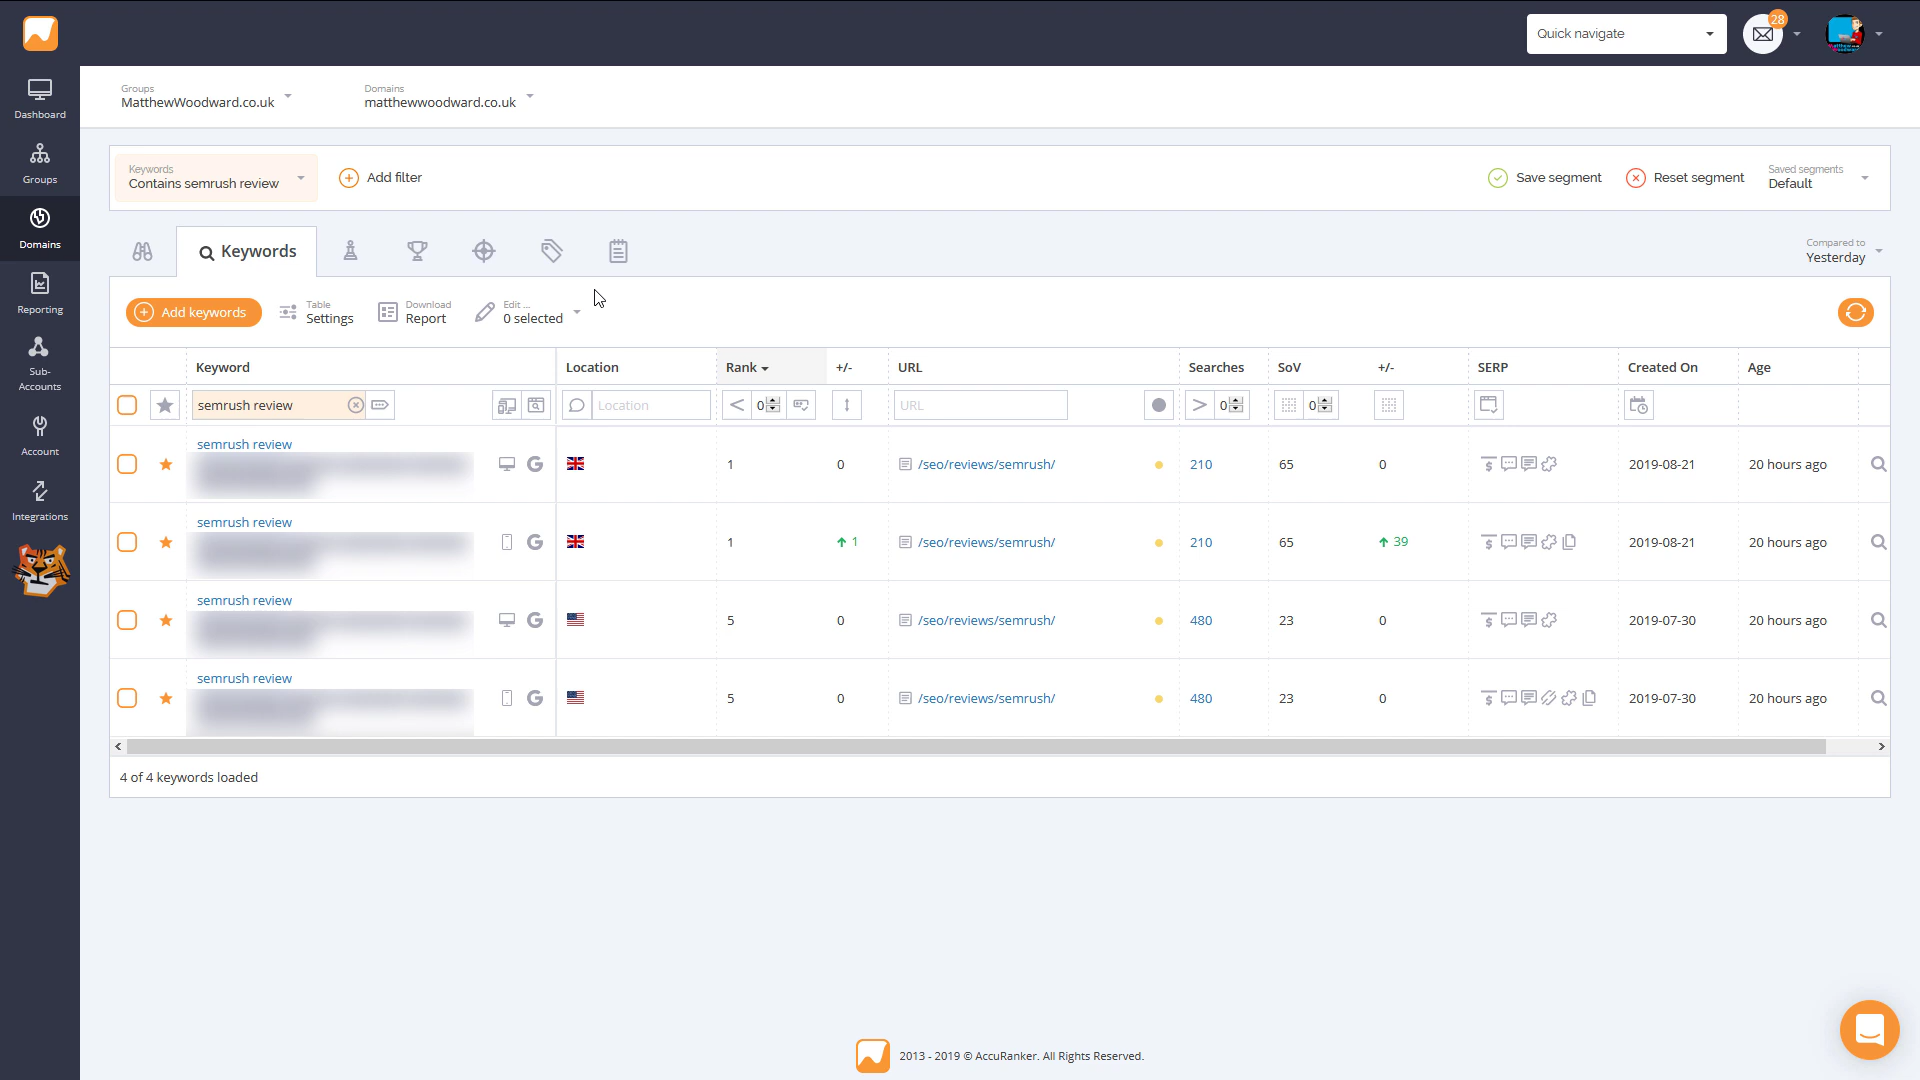 Quick navigate
28
Groups
MatthewWoodward.co.uk
Domains
matthewwoodward.co.uk
Dashboard
Groups
Domains
Reporting
Sub-
Accounts
Account
Integrations
Keywords
Contains semrush review
Add filter
Save segment
Reset segment
Saved segments
Default
Keywords
Compared to
Yesterday
Add keywords
Table
Settings
Download
Report
Edit ...
0 selected
Keyword Location Rank +/- URL Searches SoV +/- SERP Created On Age
semrush review Location < 0 URL > 0 0
semrush review
1 0 /seo/reviews/semrush/ 210 65 0 2019-08-21 20 hours ago
semrush review
1 1 /seo/reviews/semrush/ 210 65 39 2019-08-21 20 hours ago
semrush review
5 0 /seo/reviews/semrush/ 480 23 0 2019-07-30 20 hours ago
semrush review
5 0 /seo/reviews/semrush/ 480 23 0 2019-07-30 20 hours ago
4 of 4 keywords loaded
2013 - 2019 © AccuRanker. All Rights Reserved.